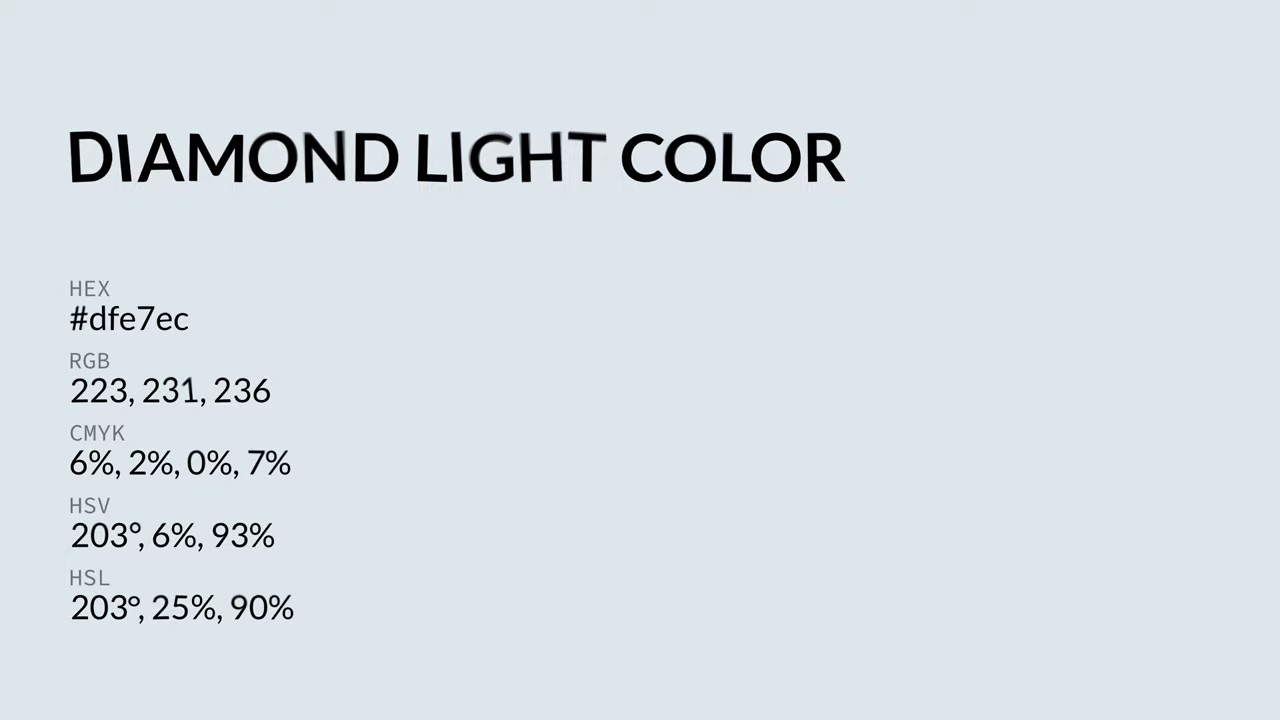 DIAMOND LIGHT COLOR
HEX
#dfe7ec
RGB
223, 231, 236
CMYK
6%, 2%, 0%, 7%
HSV
203°, 6%, 93%
HSL
203°, 25%, 90%